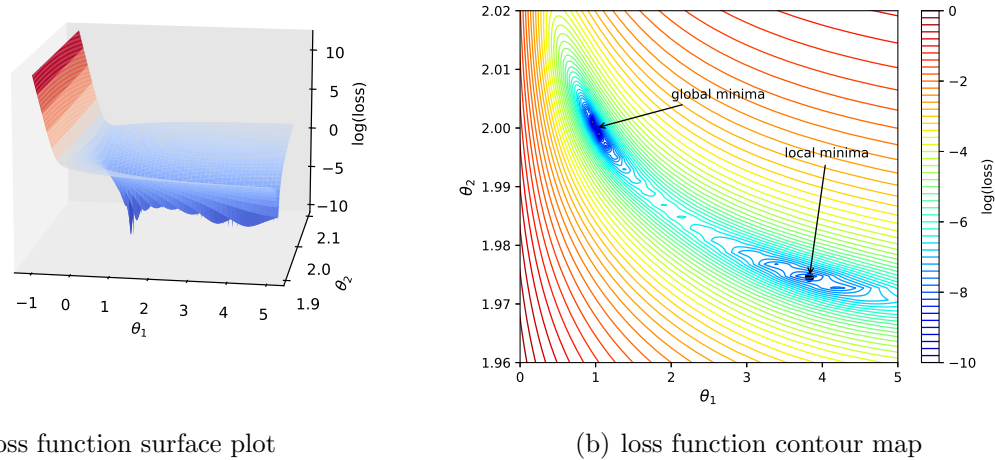 10
5
0
−5
−10
log(loss)
2.1
2.0
1.9
θ2
−1 0 1 2 3 4 5
θ1
2.02
2.01
2.00
1.99
1.98
1.97
1.96
θ2
global minima
local minima
0 1 2 3 4 5
θ1
0
−2
−4
−6
−8
−10
log(loss)
oss function surface plot
(b) loss function contour map